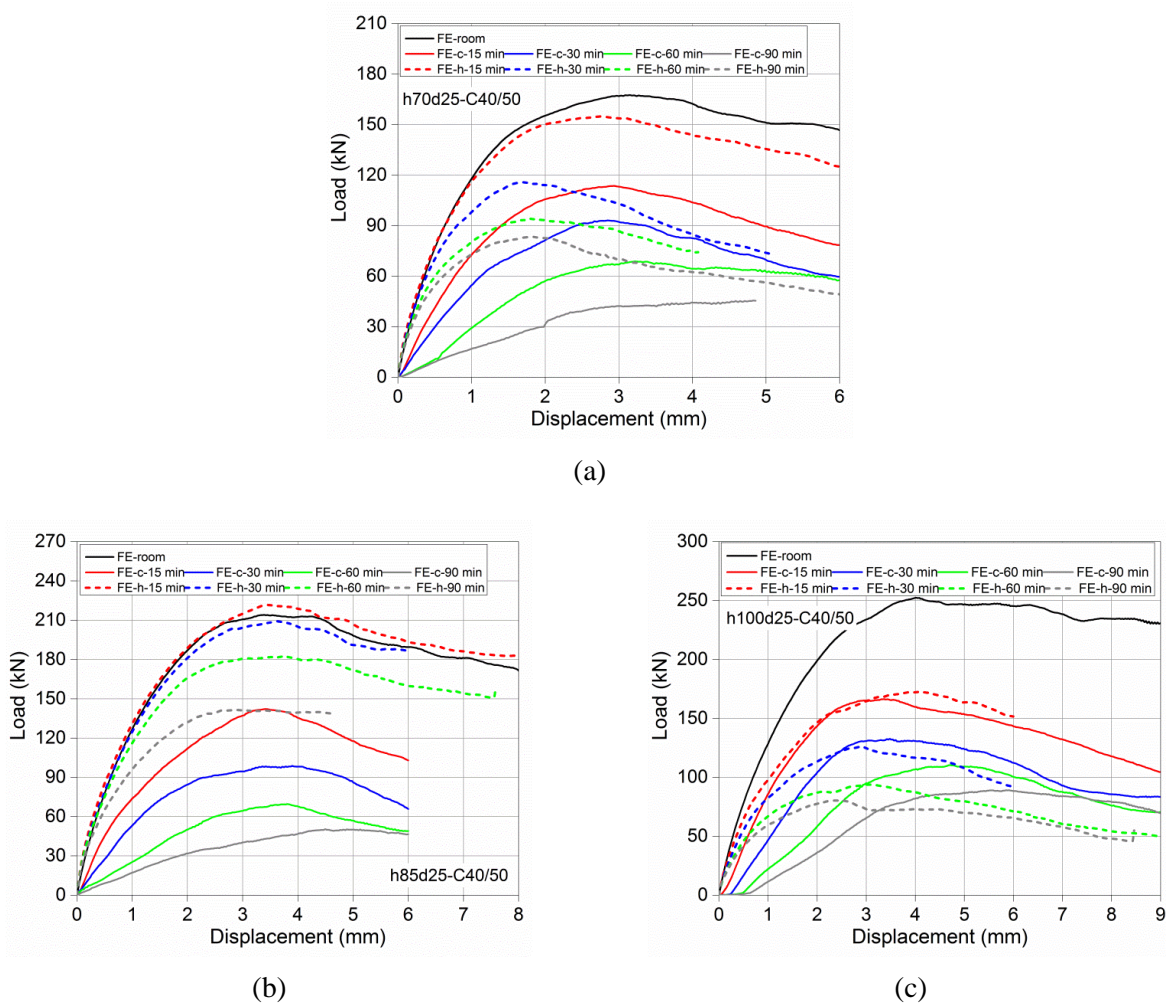 210
180
150
120
90
60
30
0
Load (kN)
FE-room
FE-c-15 min FE-c-30 min FE-c-60 min FE-c-90 min
FE-h-15 min FE-h-30 min FE-h-60 min FE-h-90 min
h70d25-C40/50
0 1 2 3 4 5 6
Displacement (mm)
(a)
270
240
210
180
150
120
90
60
30
0
Load (kN)
FE-room
FE-c-15 min FE-c-30 min FE-c-60 min FE-c-90 min
FE-h-15 min FE-h-30 min FE-h-60 min FE-h-90 min
h85d25-C40/50
0 1 2 3 4 5 6 7 8
Displacement (mm)
(b)
300
250
200
150
100
50
0
Load (kN)
FE-room
FE-c-15 min FE-c-30 min FE-c-60 min FE-c-90 min
FE-h-15 min FE-h-30 min FE-h-60 min FE-h-90 min
h100d25-C40/50
0 1 2 3 4 5 6 7 8 9
Displacement (mm)
(c)